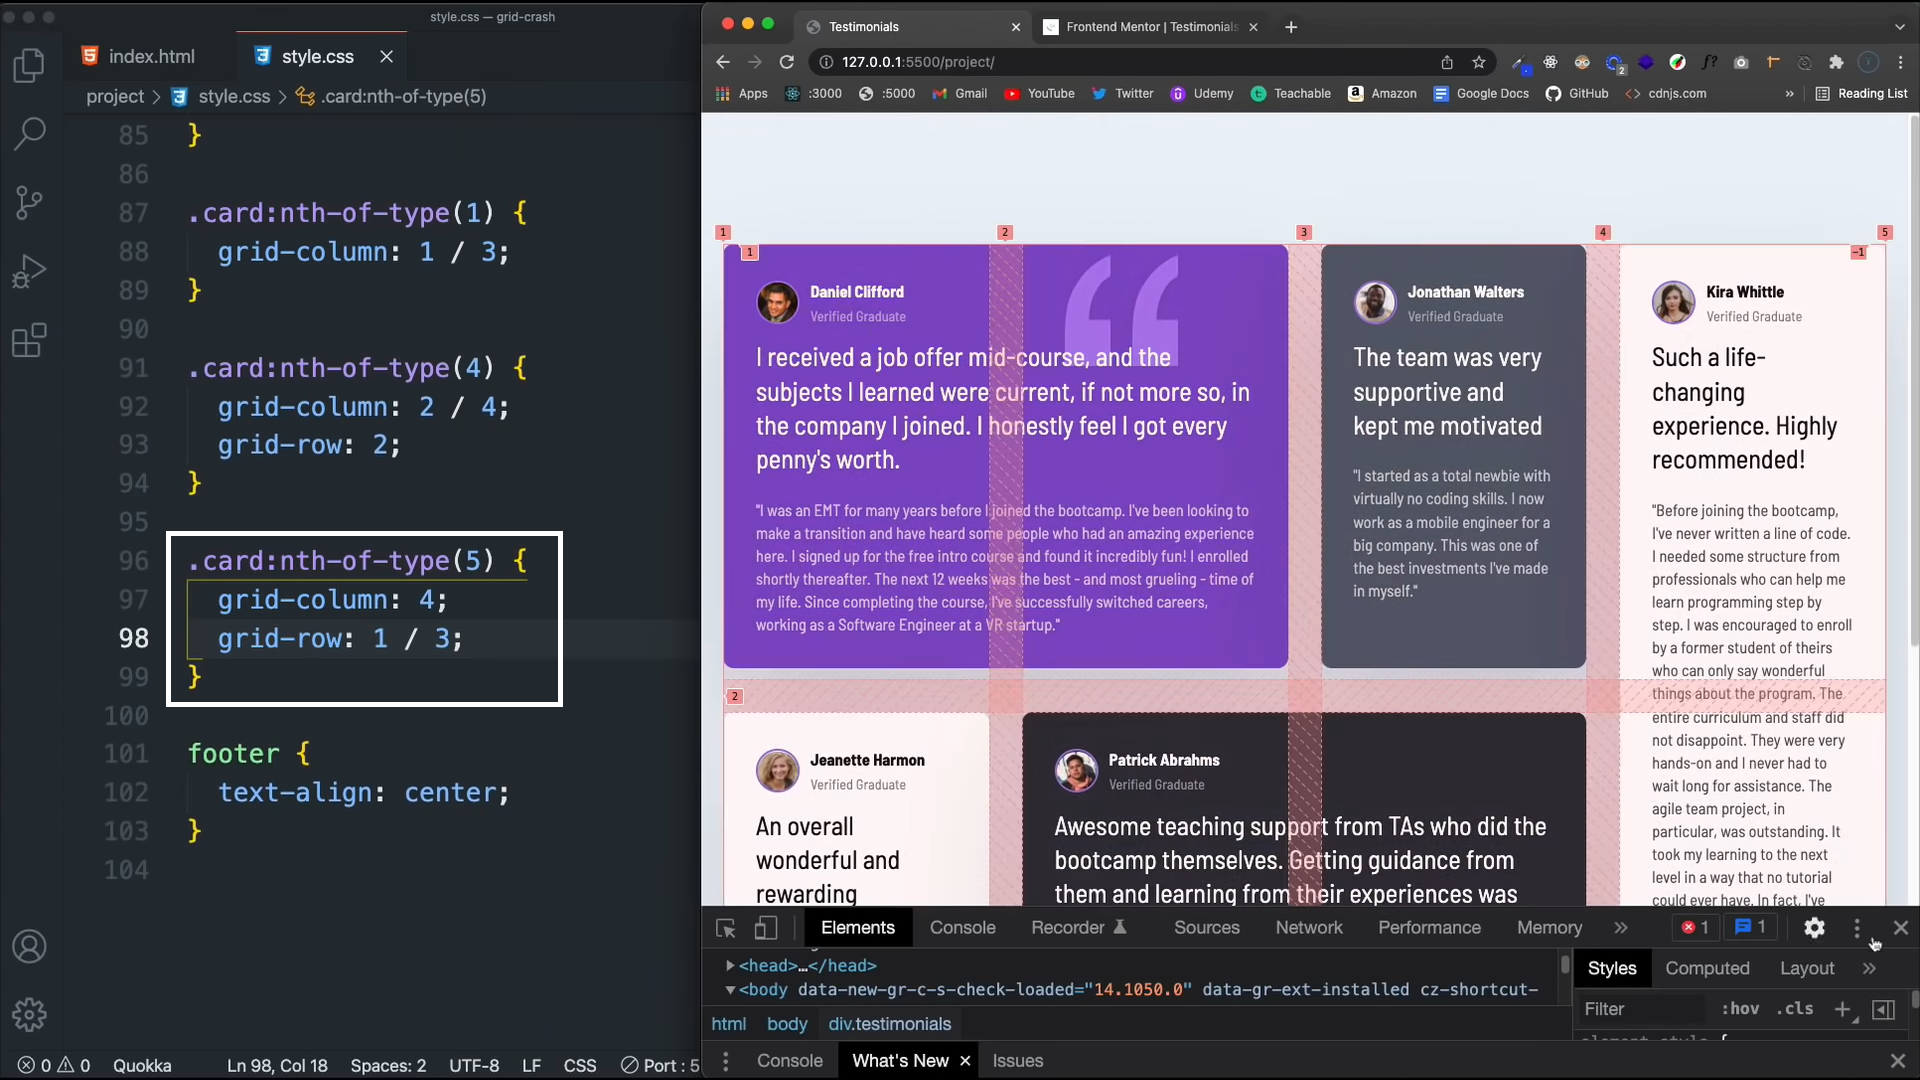 style.css — grid-crash
index.html
style.css
project > style.css > .card:nth-of-type(5)
85 }
86
87 .card:nth-of-type(1) {
88 grid-column: 1 / 3;
89 }
90
91 .card:nth-of-type(4) {
92 grid-column: 2 / 4;
93 grid-row: 2;
94 }
95
96 .card:nth-of-type(5) {
97 grid-column: 4;
98 grid-row: 1 / 3;
99 }
100
101 footer {
102 text-align: center;
103 }
104
0 0 Quokka Ln 98, Col 18 Spaces: 2 UTF-8 LF CSS Port : 5
Testimonials
Frontend Mentor | Testimonials
127.0.0.1:5500/project/
f?
2
Apps :3000 :5000 Gmail YouTube Twitter Udemy Teachable Amazon Google Docs GitHub cdnjs.com » Reading List
1 2 3 4 5
1 -1
Daniel Clifford
Verified Graduate
I received a job offer mid-course, and the
subjects I learned were current, if not more so, in
the company I joined. I honestly feel I got every
penny's worth.
"I was an EMT for many years before I joined the bootcamp. I've been looking to
make a transition and have heard some people who had an amazing experience
here. I signed up for the free intro course and found it incredibly fun! I enrolled
shortly thereafter. The next 12 weeks was the best - and most grueling - time of
my life. Since completing the course, I've successfully switched careers,
working as a Software Engineer at a VR startup."
Jonathan Walters
Verified Graduate
The team was very
supportive and
kept me motivated
"I started as a total newbie with
virtually no coding skills. I now
work as a mobile engineer for a
big company. This was one of
the best investments I've made
in myself."
Kira Whittle
Verified Graduate
Such a life-
changing
experience. Highly
recommended!
"Before joining the bootcamp,
I've never written a line of code.
I needed some structure from
professionals who can help me
learn programming step by
step. I was encouraged to enroll
by a former student of theirs
who can only say wonderful
things about the program. The
entire curriculum and staff did
not disappoint. They were very
hands-on and I never had to
wait long for assistance. The
agile team project, in
particular, was outstanding. It
took my learning to the next
level in a way that no tutorial
could ever have. In fact, I've
2
Jeanette Harmon
Verified Graduate
An overall
wonderful and
rewarding
Patrick Abrahms
Verified Graduate
Awesome teaching support from TAs who did the
bootcamp themselves. Getting guidance from
them and learning from their experiences was
Elements Console Recorder Sources Network Performance Memory » 1 1
<head>…</head>
<body data-new-gr-c-s-check-loaded="14.1050.0" data-gr-ext-installed cz-shortcut-
html body div.testimonials
Styles Computed Layout »
Filter :hov .cls +
Console What's New Issues